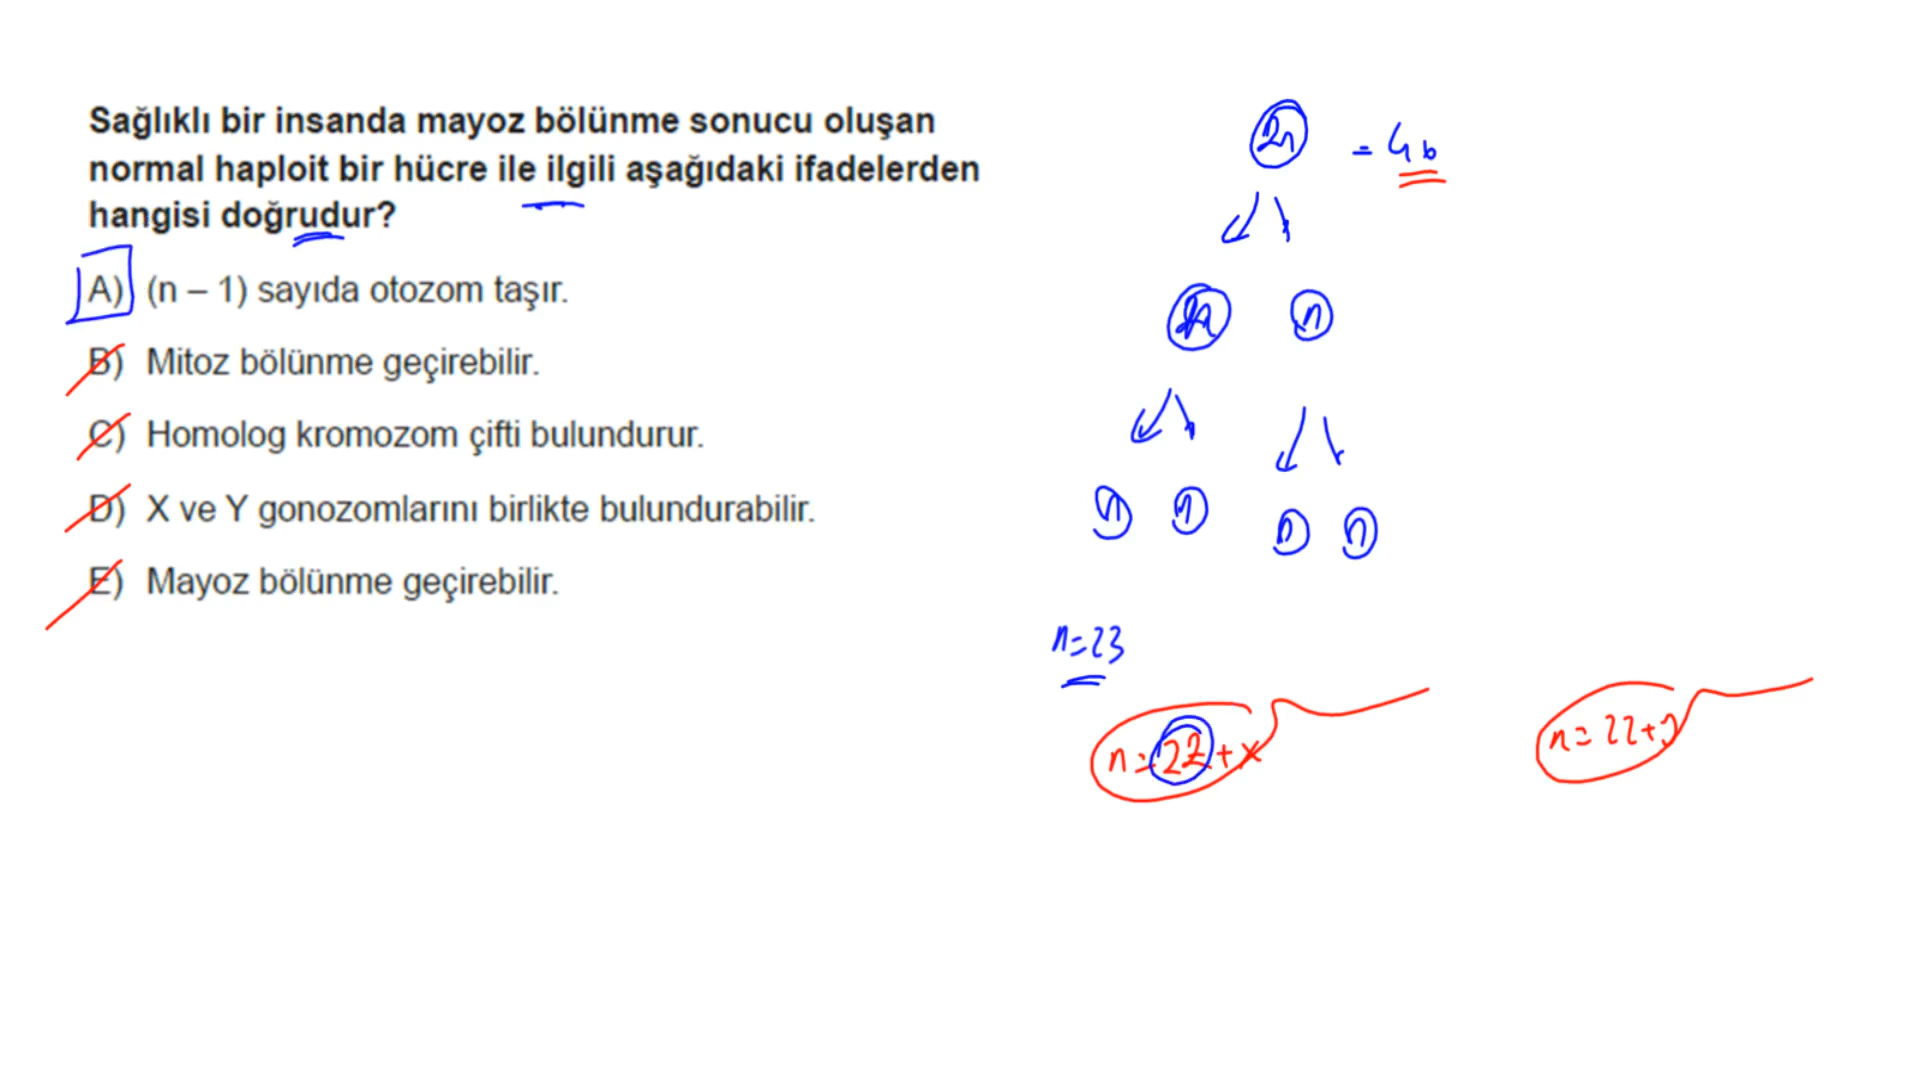 Sağlıklı bir insanda mayoz bölünme sonucu oluşan
normal haploit bir hücre ile ilgili aşağıdaki ifadelerden
hangisi doğrudur?
A) (n – 1) sayıda otozom taşır.
B) Mitoz bölünme geçirebilir.
C) Homolog kromozom çifti bulundurur.
D) X ve Y gonozomlarını birlikte bulundurabilir.
E) Mayoz bölünme geçirebilir.
2n = 46
n
n n n n
n=23
n=22+x
n=22+y